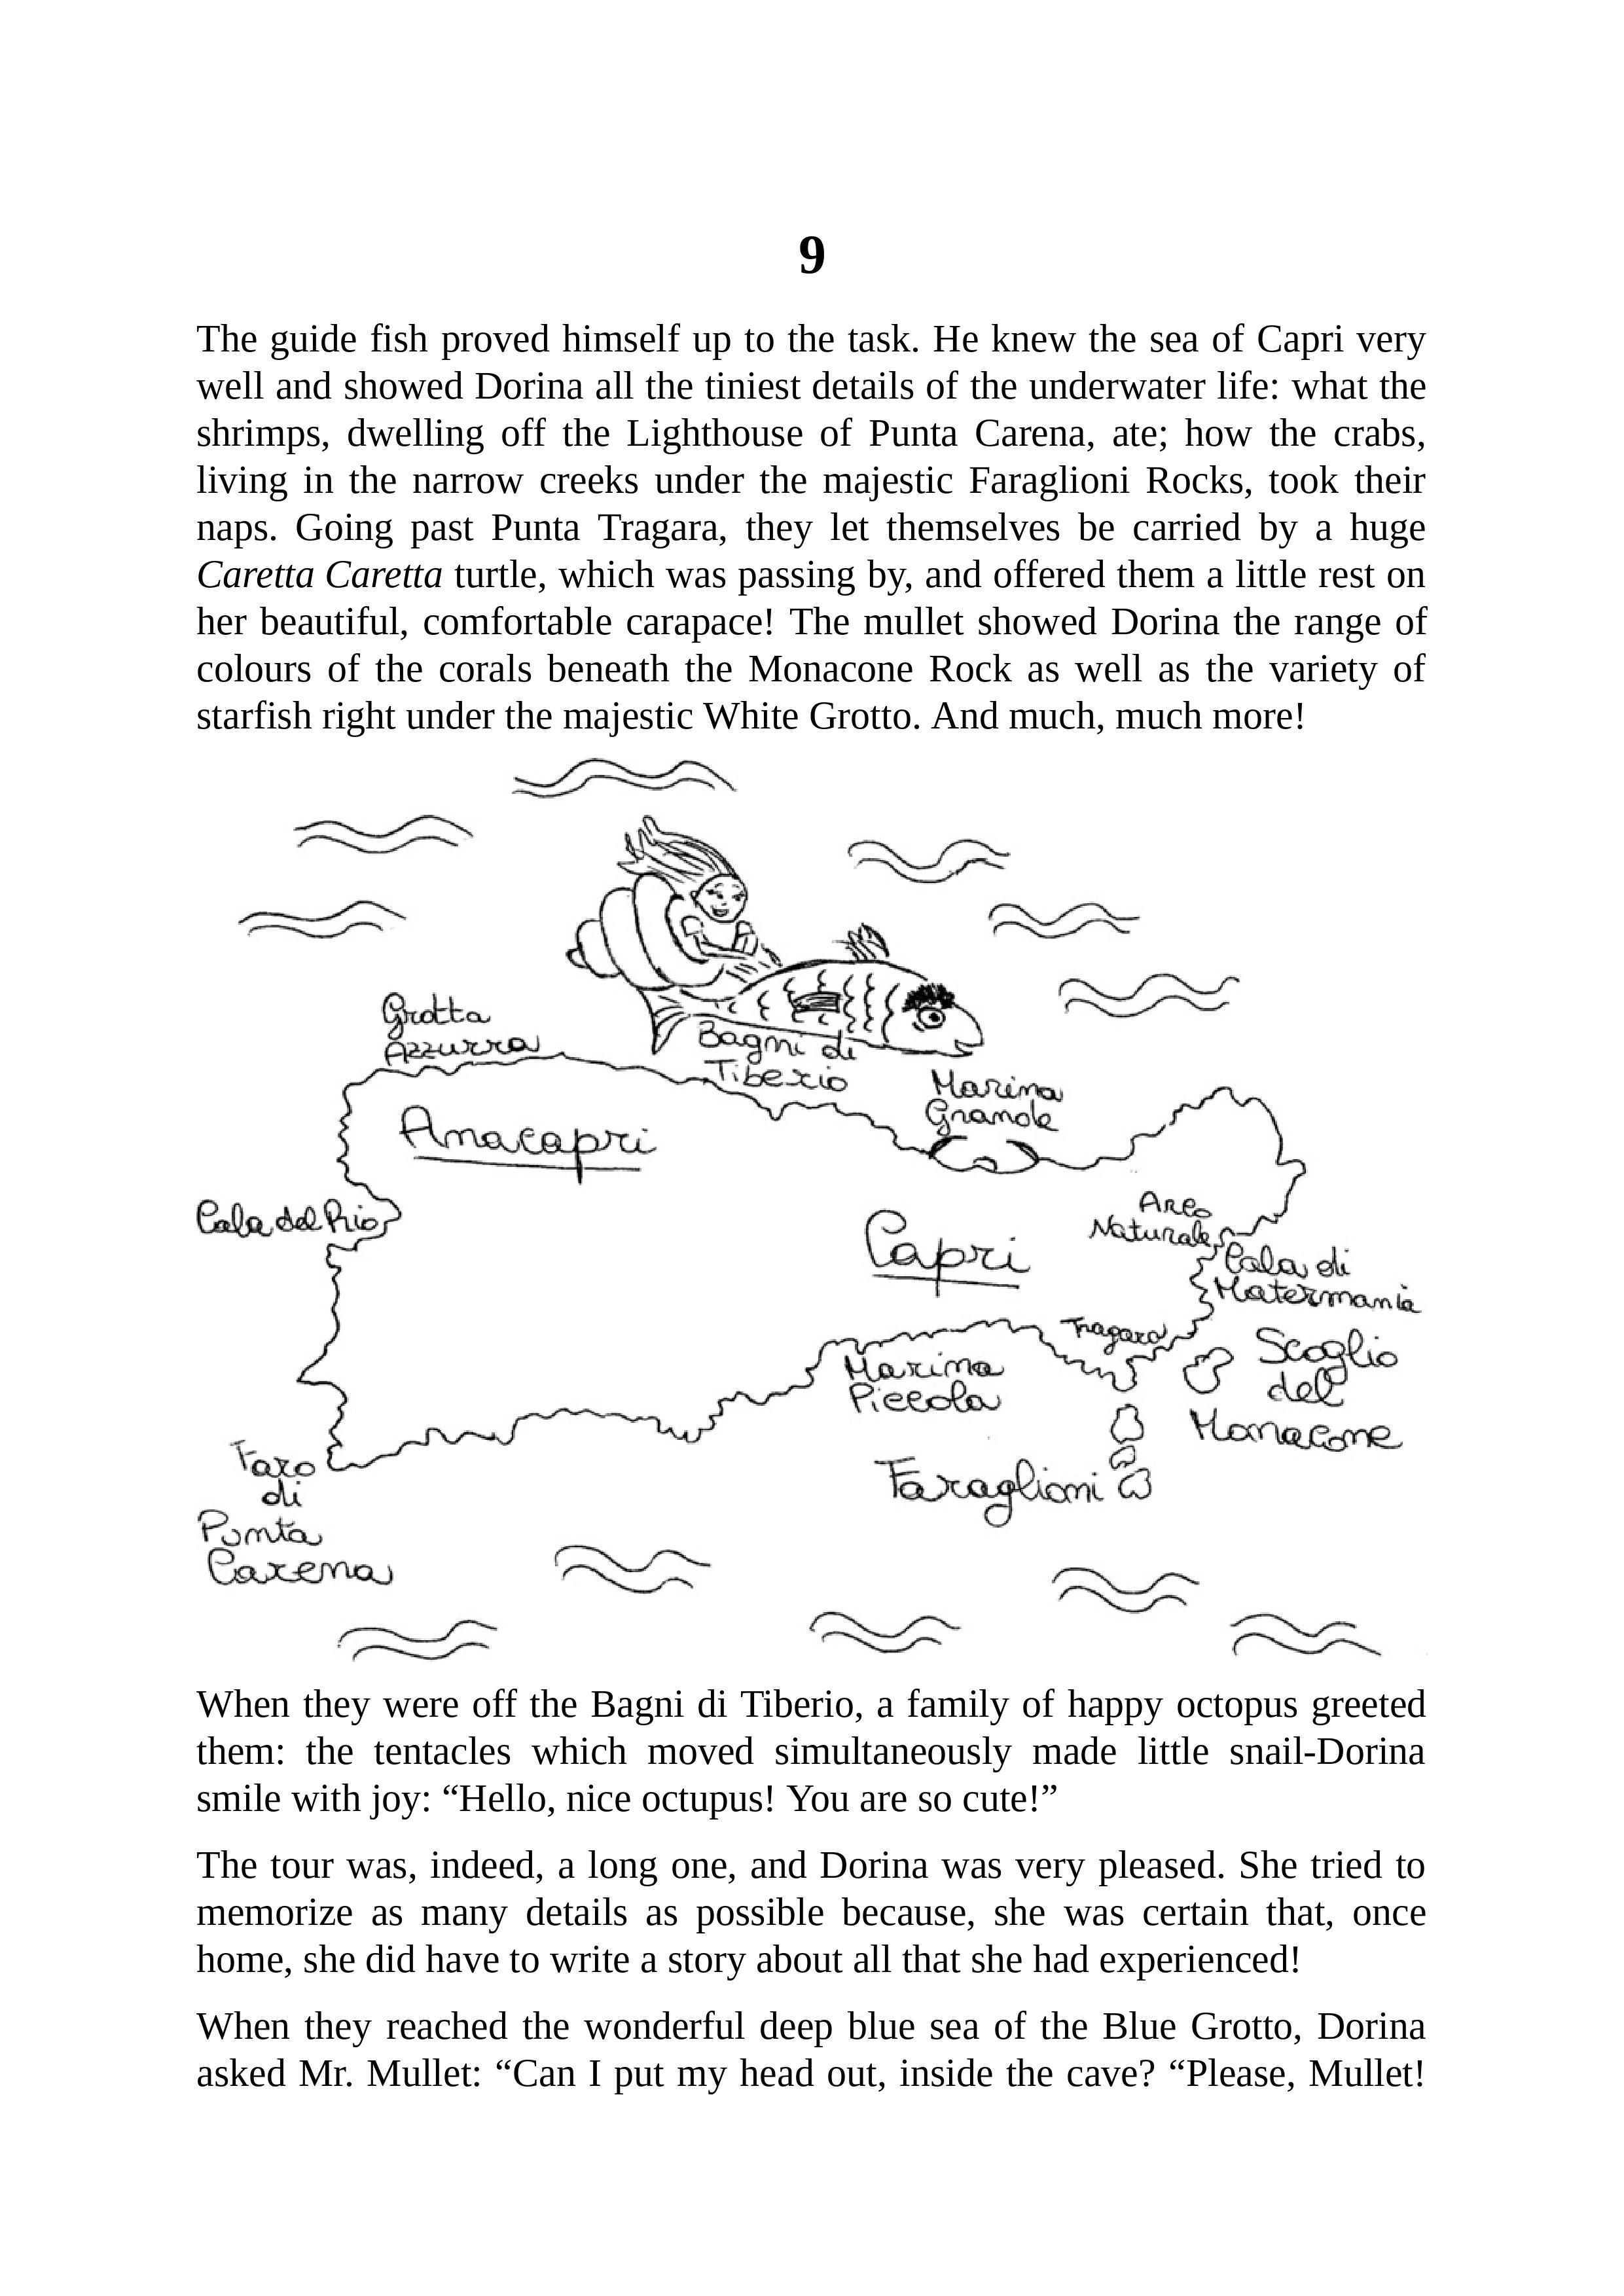 9
The guide fish proved himself up to the task. He knew the sea of Capri very
well and showed Dorina all the tiniest details of the underwater life: what the
shrimps, dwelling off the Lighthouse of Punta Carena, ate; how the crabs,
living in the narrow creeks under the majestic Faraglioni Rocks, took their
naps. Going past Punta Tragara, they let themselves be carried by a huge
Caretta Caretta turtle, which was passing by, and offered them a little rest on
her beautiful, comfortable carapace! The mullet showed Dorina the range of
colours of the corals beneath the Monacone Rock as well as the variety of
starfish right under the majestic White Grotto. And much, much more!
Grotta
Azzurra
Bagni di
Tiberio
Marina
Grande
Anacapri
Cala del Rio
Capri
Arco
Naturale
Cala di
Matermania
Tragara
Scoglio
del
Monacone
Marina
Piccola
Faraglioni
Faro
di
Punta
Carena
When they were off the Bagni di Tiberio, a family of happy octopus greeted
them: the tentacles which moved simultaneously made little snail-Dorina
smile with joy: “Hello, nice octupus! You are so cute!”
The tour was, indeed, a long one, and Dorina was very pleased. She tried to
memorize as many details as possible because, she was certain that, once
home, she did have to write a story about all that she had experienced!
When they reached the wonderful deep blue sea of the Blue Grotto, Dorina
asked Mr. Mullet: “Can I put my head out, inside the cave? “Please, Mullet!